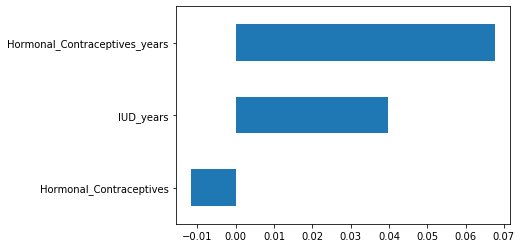 Hormonal_Contraceptives_years
IUD_years
Hormonal_Contraceptives
−0.01 0.00 0.01 0.02 0.03 0.04 0.05 0.06 0.07